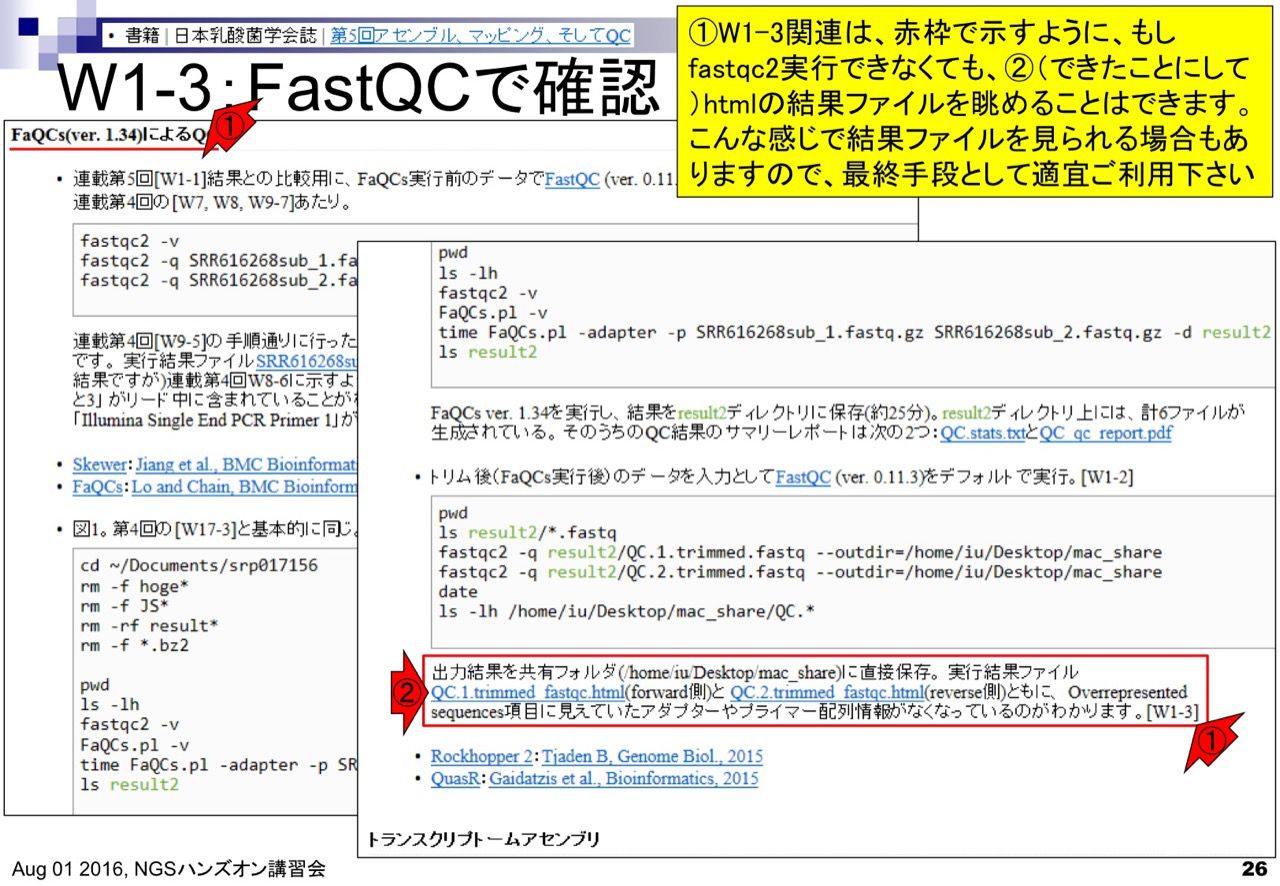 • 書籍 | 日本乳酸菌学会誌 | 第5回アセンブル、マッピング、そしてQC
W1-3：FastQCで確認
①W1-3関連は、赤枠で示すように、もし
fastqc2実行できなくても、②（できたことにして
）htmlの結果ファイルを眺めることはできます。
こんな感じで結果ファイルを見られる場合もあ
りますので、最終手段として適宜ご利用下さい
①
FaQCs(ver. 1.34)によるQ
• 連載第5回[W1-1]結果との比較用に、FaQCs実行前のデータでFastQC (ver. 0.11.
連載第4回の[W7, W8, W9-7]あたり。
fastqc2 -v
fastqc2 -q SRR616268sub_1.fa
fastqc2 -q SRR616268sub_2.fa
連載第4回[W9-5]の手順通りに行った
です。実行結果ファイルSRR616268su
結果ですが)連載第4回W8-6に示すよ
と3」がリード中に含まれていることが
「Illumina Single End PCR Primer 1」が
• Skewer：Jiang et al., BMC Bioinformat
• FaQCs：Lo and Chain, BMC Bioinform
• 図1。第4回の[W17-3]と基本的に同じ。
cd ~/Documents/srp017156
rm -f hoge*
rm -f JS*
rm -rf result*
rm -f *.bz2
pwd
ls -lh
fastqc2 -v
FaQCs.pl -v
time FaQCs.pl -adapter -p SR
ls result2
pwd
ls -lh
fastqc2 -v
FaQCs.pl -v
time FaQCs.pl -adapter -p SRR616268sub_1.fastq.gz SRR616268sub_2.fastq.gz -d result2
ls result2
FaQCs ver. 1.34を実行し、結果をresult2ディレクトリに保存(約25分)。result2ディレクトリ上には、計6ファイルが
生成されている。そのうちのQC結果のサマリーレポートは次の2つ：QC.stats.txtとQC_qc_report.pdf
• トリム後(FaQCs実行後)のデータを入力としてFastQC (ver. 0.11.3)をデフォルトで実行。[W1-2]
pwd
ls result2/*.fastq
fastqc2 -q result2/QC.1.trimmed.fastq --outdir=/home/iu/Desktop/mac_share
fastqc2 -q result2/QC.2.trimmed.fastq --outdir=/home/iu/Desktop/mac_share
date
ls -lh /home/iu/Desktop/mac_share/QC.*
②
出力結果を共有フォルダ(/home/iu/Desktop/mac_share)に直接保存。実行結果ファイル
QC.1.trimmed_fastqc.html(forward側)と QC.2.trimmed_fastqc.html(reverse側)ともに、Overrepresented
sequences項目に見えていたアダプターやプライマー配列情報がなくなっているのがわかります。[W1-3]
①
• Rockhopper 2：Tjaden B, Genome Biol., 2015
• QuasR：Gaidatzis et al., Bioinformatics, 2015
トランスクリプトームアセンブリ
Aug 01 2016, NGSハンズオン講習会
26